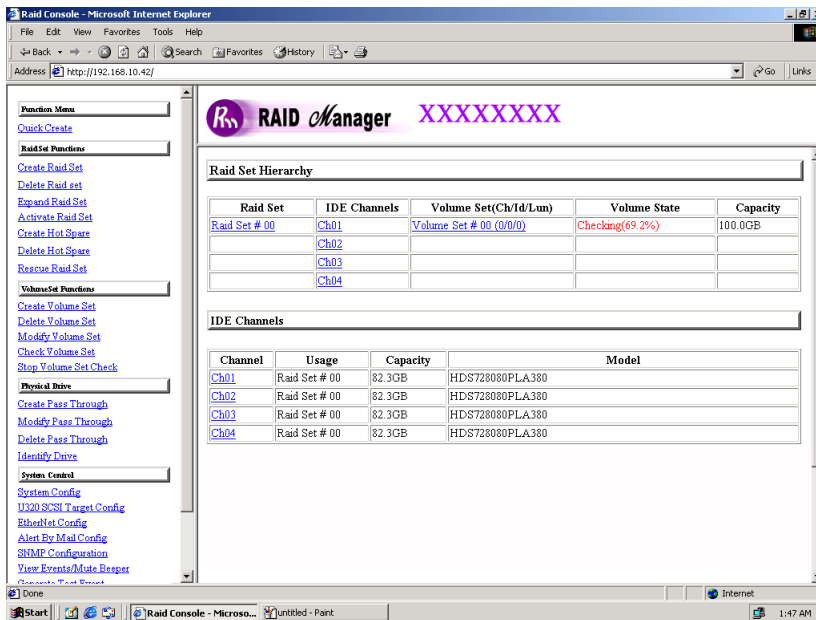 Raid Console - Microsoft Internet Explorer
File Edit View Favorites Tools Help
Back Search Favorites History
Address http://192.168.10.42/ Go Links
Function Menu
Quick Create
RaidSet Functions
Create Raid Set
Delete Raid set
Expand Raid Set
Activate Raid Set
Create Hot Spare
Delete Hot Spare
Rescue Raid Set
VolumeSet Functions
Create Volume Set
Delete Volume Set
Modify Volume Set
Check Volume Set
Stop Volume Set Check
Physical Drive
Create Pass Through
Modify Pass Through
Delete Pass Through
Identify Drive
System Control
System Config
U320 SCSI Target Config
EtherNet Config
Alert By Mail Config
SNMP Configuration
View Events/Mute Beeper
Generate Test Event
RAID Manager XXXXXXXX
Raid Set Hierarchy
Raid Set IDE Channels Volume Set(Ch/Id/Lun) Volume State Capacity
Raid Set # 00 Ch01 Volume Set # 00 (0/0/0) Checking(69.2%) 100.0GB
Ch02
Ch03
Ch04
IDE Channels
Channel Usage Capacity Model
Ch01 Raid Set # 00 82.3GB HDS728080PLA380
Ch02 Raid Set # 00 82.3GB HDS728080PLA380
Ch03 Raid Set # 00 82.3GB HDS728080PLA380
Ch04 Raid Set # 00 82.3GB HDS728080PLA380
Done Internet
Start Raid Console - Microso... untitled - Paint 1:47 AM